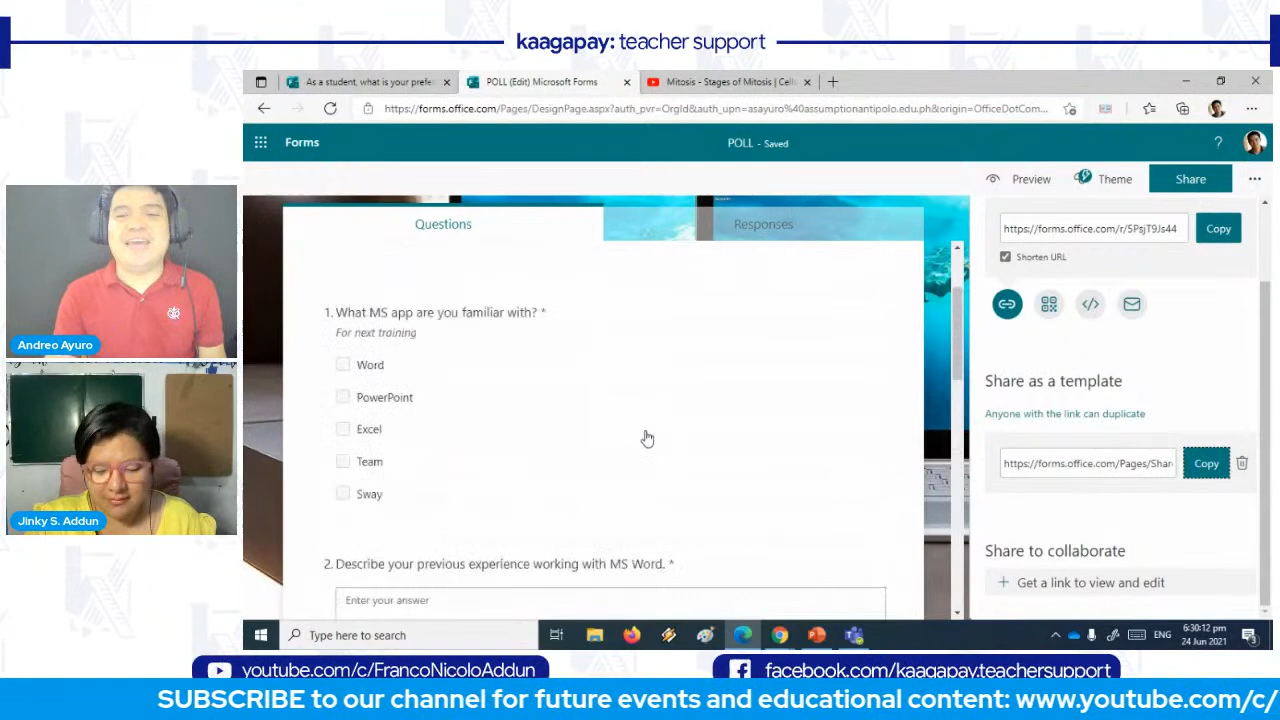 kaagapay: teacher support
As a student, what is your prefe
POLL (Edit) Microsoft Forms
Mitosis - Stages of Mitosis | Cell
https://forms.office.com/Pages/DesignPage.aspx?auth_pvr=OrgId&auth_upn=asayuro%40assumptionantipolo.edu.ph&origin=OfficeDotCom...
Forms
POLL - Saved
?
Preview
Theme
Share
Questions
Responses
1. What MS app are you familiar with? *
For next training
Word
PowerPoint
Excel
Team
Sway
2. Describe your previous experience working with MS Word. *
Enter your answer
https://forms.office.com/r/5PsjT9Js44
Copy
Shorten URL
Share as a template
Anyone with the link can duplicate
https://forms.office.com/Pages/Shar
Copy
Share to collaborate
Get a link to view and edit
Andreo Ayuro
Jinky S. Addun
Type here to search
ENG
6:30:12 pm
24 Jun 2021
3
youtube.com/c/FrancoNicoloAddun
facebook.com/kaagapay.teachersupport
SUBSCRIBE to our channel for future events and educational content: www.youtube.com/c/